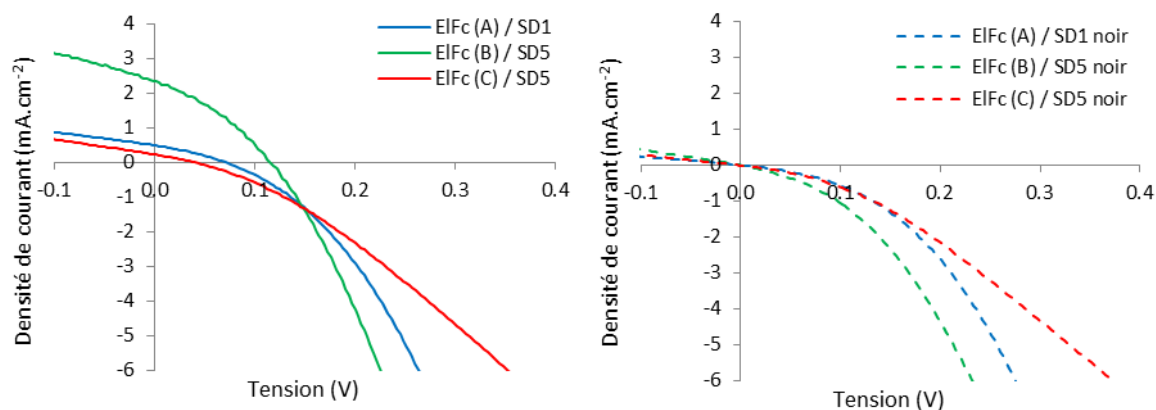 ElFc (A) / SD1
ElFc (B) / SD5
ElFc (C) / SD5
Densité de courant (mA.cm-2)
4
3
2
1
0
-1
-2
-3
-4
-5
-6
-0.1 0.0 0.1 0.2 0.3 0.4
Tension (V)
ElFc (A) / SD1 noir
ElFc (B) / SD5 noir
ElFc (C) / SD5 noir
Densité de courant (mA.cm-2)
4
3
2
1
0
-1
-2
-3
-4
-5
-6
-0.1 0.0 0.1 0.2 0.3 0.4
Tension (V)